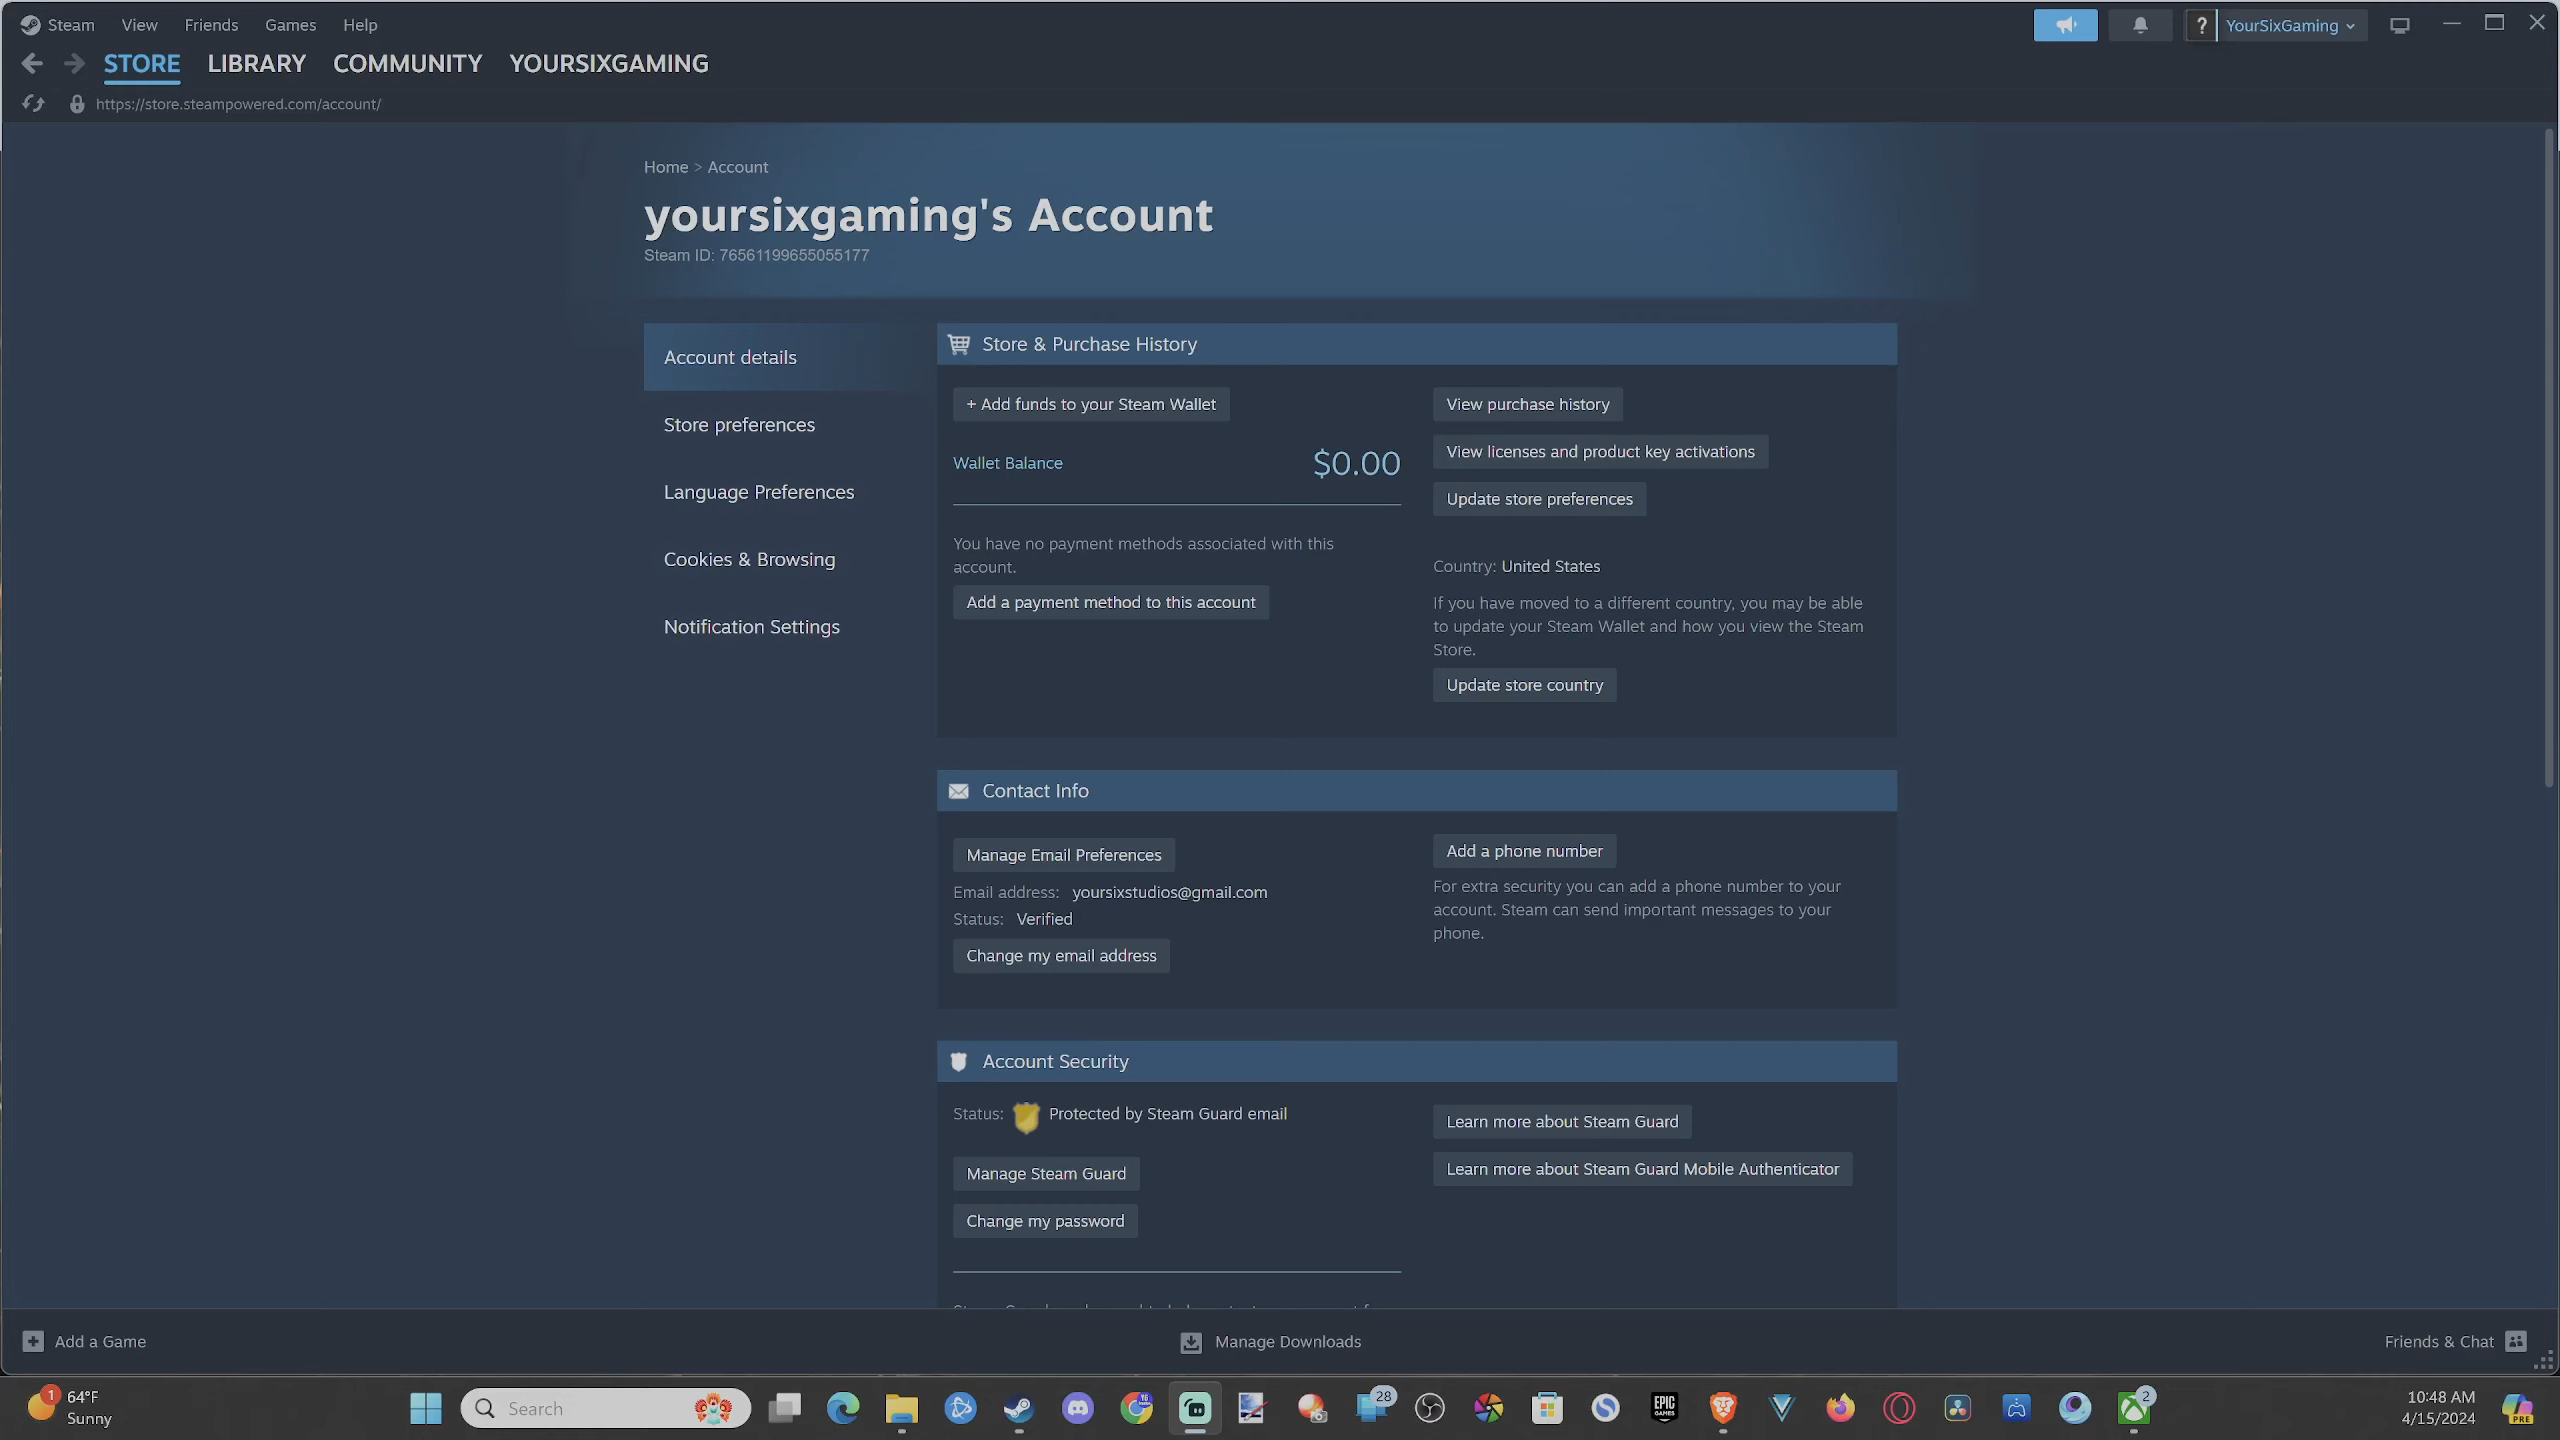 Steam View Friends Games Help
? YourSixGaming
STORE LIBRARY COMMUNITY YOURSIXGAMING
https://store.steampowered.com/account/
Home > Account
yoursixgaming's Account
Steam ID: 76561199655055177
Account details
Store preferences
Language Preferences
Cookies & Browsing
Notification Settings
Store & Purchase History
+ Add funds to your Steam Wallet
Wallet Balance $0.00
You have no payment methods associated with this
account.
Add a payment method to this account
View purchase history
View licenses and product key activations
Update store preferences
Country: United States
If you have moved to a different country, you may be able
to update your Steam Wallet and how you view the Steam
Store.
Update store country
Contact Info
Manage Email Preferences
Email address: yoursixstudios@gmail.com
Status: Verified
Change my email address
Add a phone number
For extra security you can add a phone number to your
account. Steam can send important messages to your
phone.
Account Security
Status: Protected by Steam Guard email
Manage Steam Guard
Change my password
Learn more about Steam Guard
Learn more about Steam Guard Mobile Authenticator
Add a Game
Manage Downloads
Friends & Chat
1
64°F
Sunny
Search
28
EPIC
GAMES
2
10:48 AM
4/15/2024
PRE